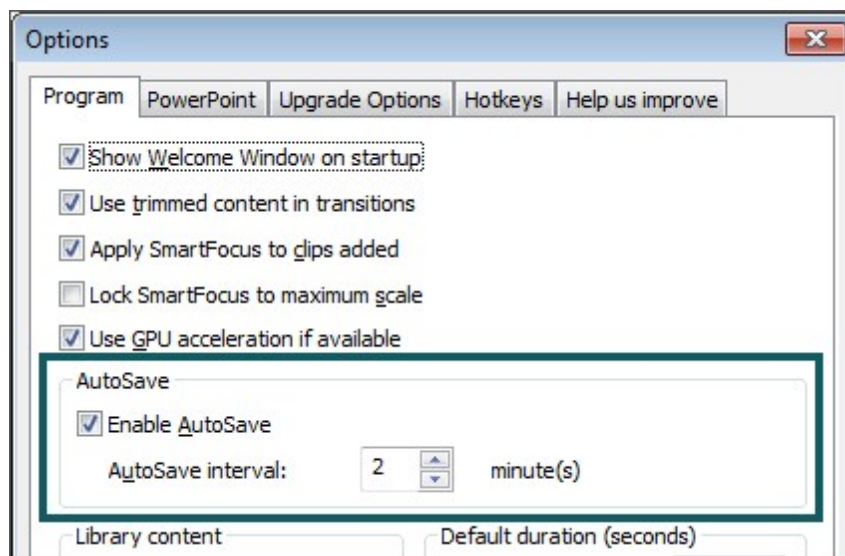 Options
Program PowerPoint Upgrade Options Hotkeys Help us improve
Show Welcome Window on startup
Use trimmed content in transitions
Apply SmartFocus to clips added
Lock SmartFocus to maximum scale
Use GPU acceleration if available
AutoSave
Enable AutoSave
AutoSave interval: 2 minute(s)
Library content Default duration (seconds)